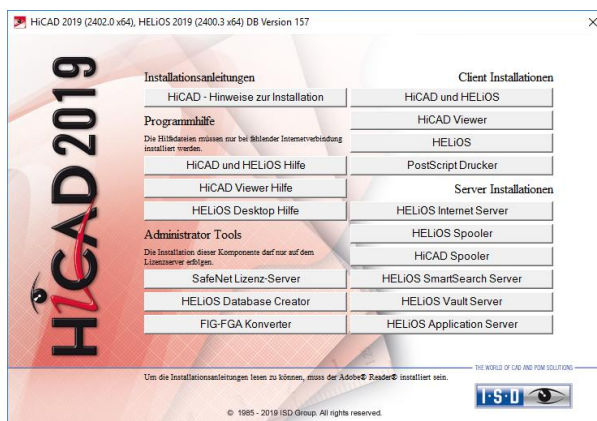 HiCAD 2019 (2402.0 x64), HELiOS 2019 (2400.3 x64) DB Version 157
HiCAD 2019
Installationsanleitungen
HiCAD - Hinweise zur Installation
Programmhilfe
Die Hilfsdateien müssen nur bei fehlender Internetverbindung
installiert werden.
HiCAD und HELiOS Hilfe
HiCAD Viewer Hilfe
HELiOS Desktop Hilfe
Administrator Tools
Die Installation dieser Komponente darf nur auf dem
Lizenzserver erfolgen.
SafeNet Lizenz-Server
HELiOS Database Creator
FIG-FGA Konverter
Client Installationen
HiCAD und HELiOS
HiCAD Viewer
HELiOS
PostScript Drucker
Server Installationen
HELiOS Internet Server
HELiOS Spooler
HiCAD Spooler
HELiOS SmartSearch Server
HELiOS Vault Server
HELiOS Application Server
Um die Installationsanleitungen lesen zu können, muss der Adobe® Reader® installiert sein.
THE WORLD OF CAD AND PDM SOLUTIONS
I·S·D
© 1985 - 2019 ISD Group. All rights reserved.